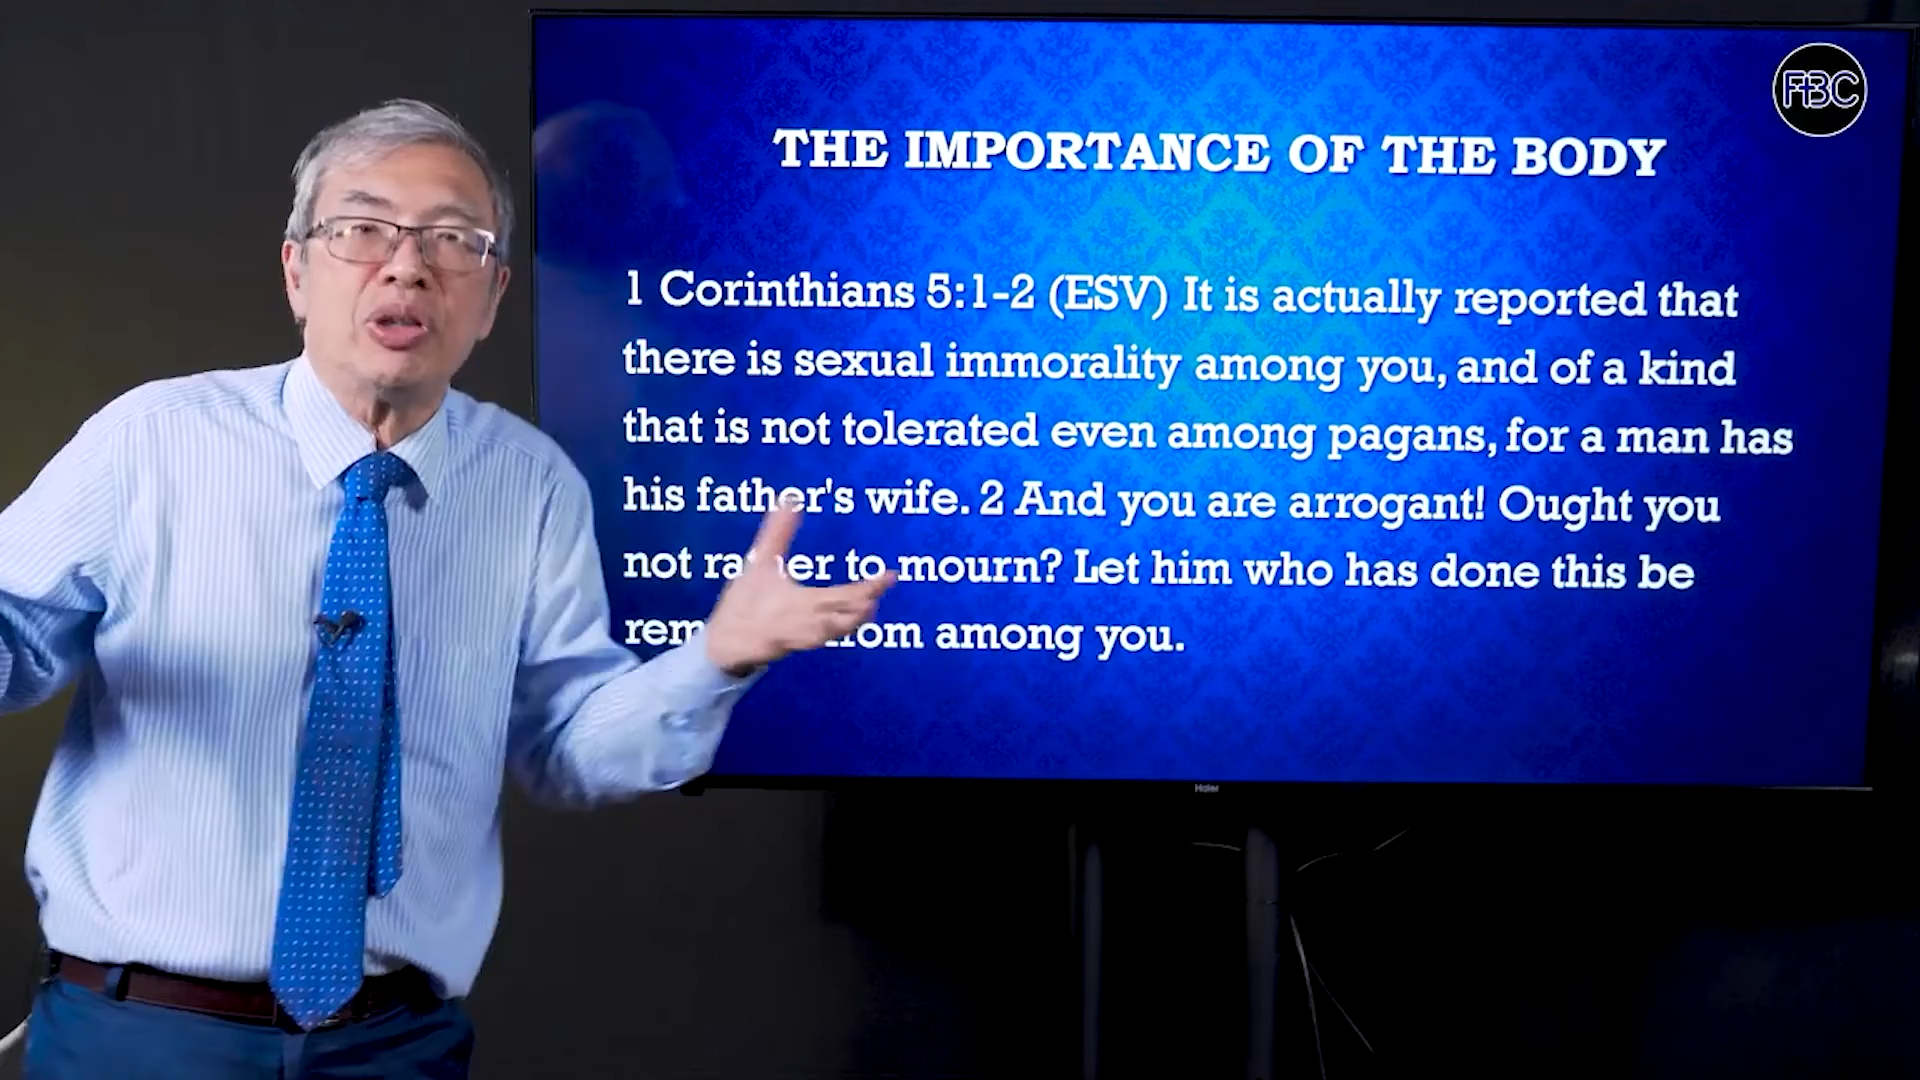 FBC
THE IMPORTANCE OF THE BODY
1 Corinthians 5:1-2 (ESV) It is actually reported that
there is sexual immorality among you, and of a kind
that is not tolerated even among pagans, for a man has
his father's wife. 2 And you are arrogant! Ought you
not to mourn? Let him who has done this be
among you.
Haier